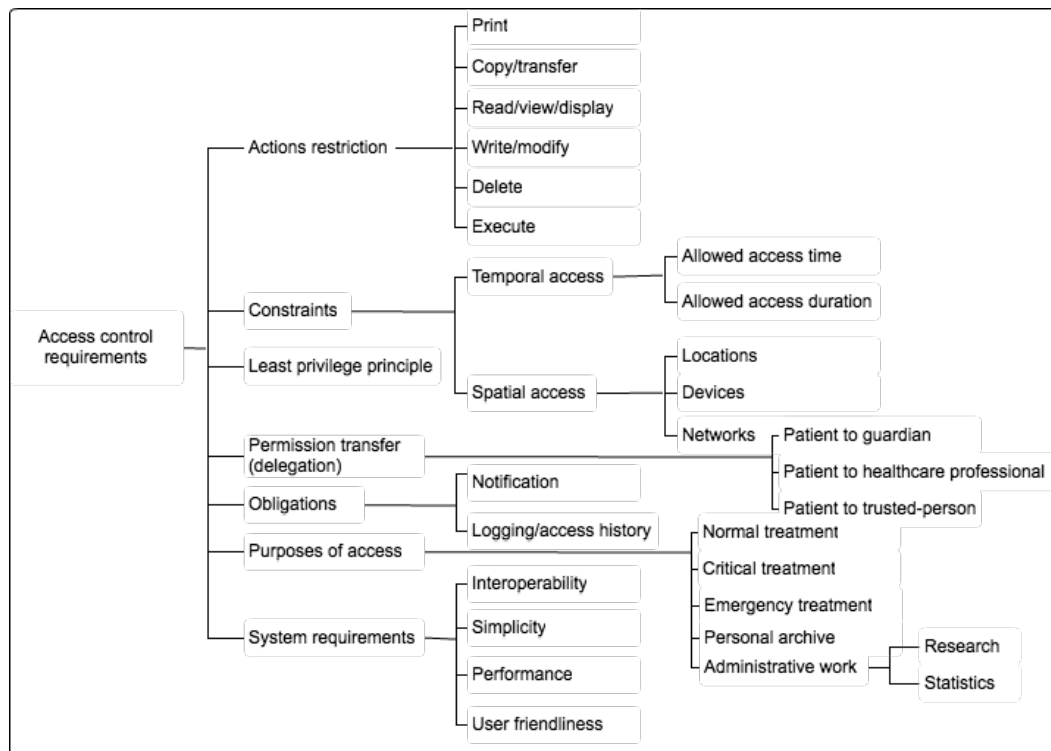 Print
Copy/transfer
Read/view/display
Actions restriction
Write/modify
Delete
Execute
Temporal access
Allowed access time
Allowed access duration
Constraints
Access control
requirements
Least privilege principle
Spatial access
Locations
Devices
Networks
Permission transfer
(delegation)
Patient to guardian
Patient to healthcare professional
Patient to trusted-person
Obligations
Notification
Logging/access history
Purposes of access
Normal treatment
Critical treatment
Emergency treatment
Personal archive
Administrative work
Research
Statistics
System requirements
Interoperability
Simplicity
Performance
User friendliness